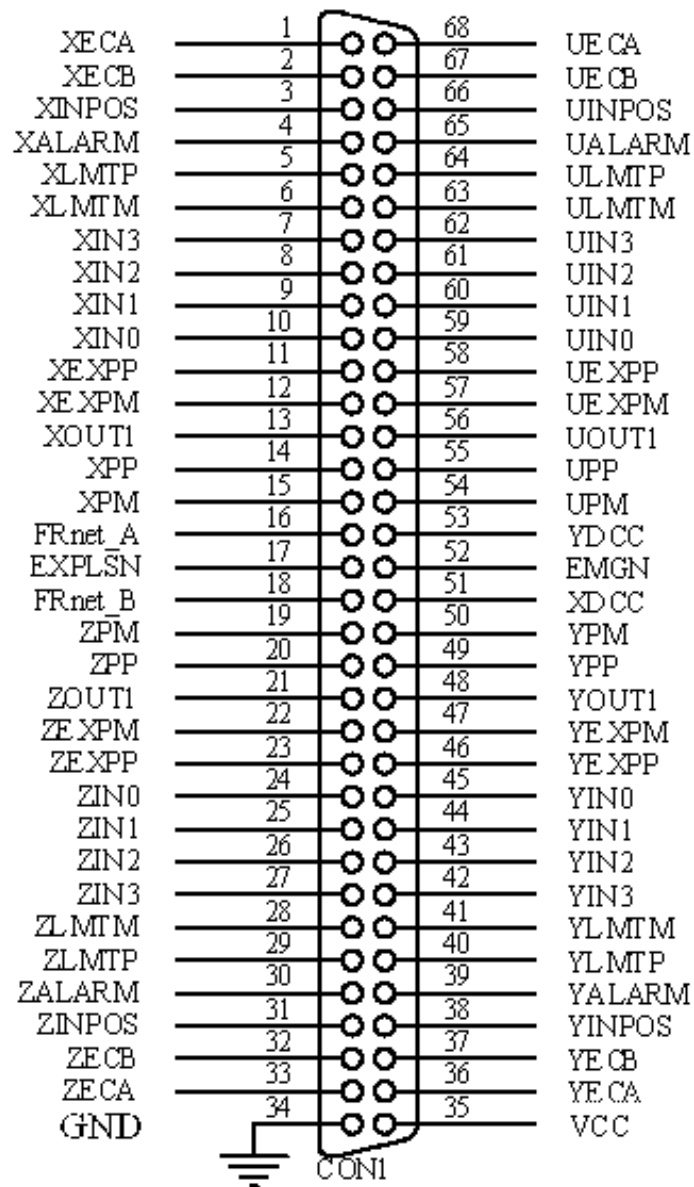 XECA 1 68 UECA
XECB 2 67 UECB
XINPOS 3 66 UINPOS
XALARM 4 65 UALARM
XLMTP 5 64 ULMTP
XLMTM 6 63 ULMTM
XIN3 7 62 UIN3
XIN2 8 61 UIN2
XIN1 9 60 UIN1
XIN0 10 59 UIN0
XEXPP 11 58 UEXPP
XEXPM 12 57 UEXPM
XOUT1 13 56 UOUT1
XPP 14 55 UPP
XPM 15 54 UPM
FRnet_A 16 53 YDCC
EXPLSN 17 52 EMGN
FRnet_B 18 51 XDCC
ZPM 19 50 YPM
ZPP 20 49 YPP
ZOUT1 21 48 YOUT1
ZEXPM 22 47 YEXPM
ZEXPP 23 46 YEXPP
ZIN0 24 45 YIN0
ZIN1 25 44 YIN1
ZIN2 26 43 YIN2
ZIN3 27 42 YIN3
ZLMTM 28 41 YLMTM
ZLMTP 29 40 YLMTP
ZALARM 30 39 YALARM
ZINPOS 31 38 YINPOS
ZECB 32 37 YECB
ZECA 33 36 YECA
GND 34 35 VCC
CON1